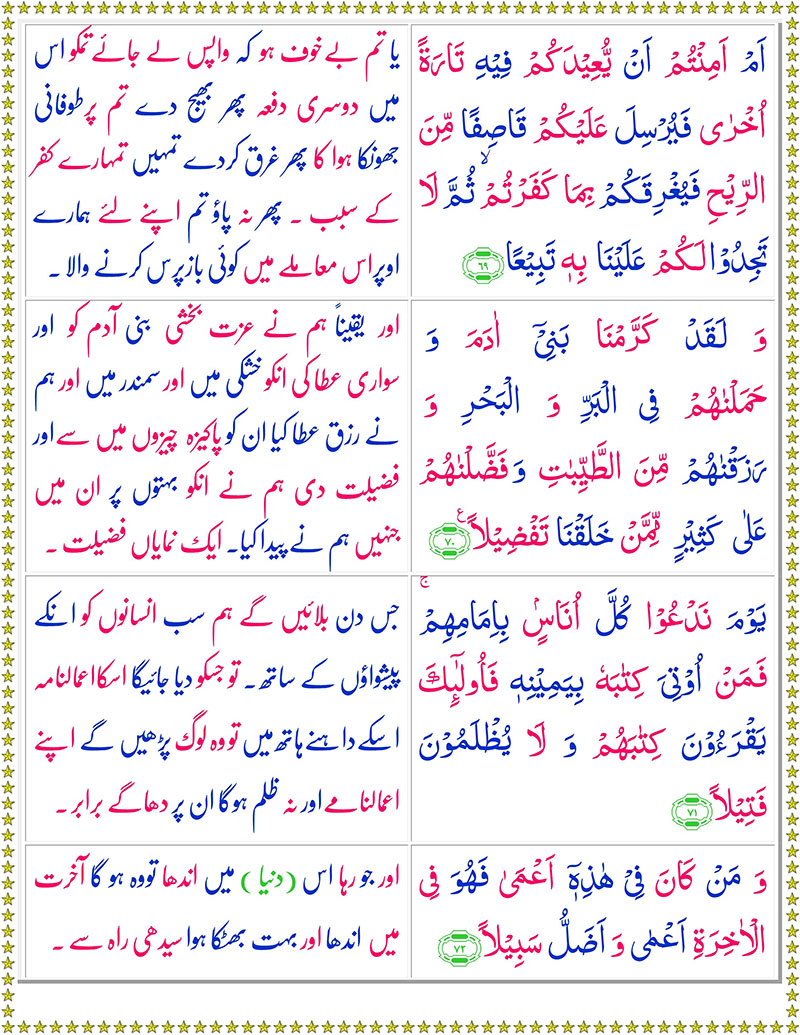 اَمۡ اَمِنۡتُمۡ اَنۡ يُّعِيۡدَكُمۡ فِيۡهِ تَارَةً
اُخۡرٰى فَيُرۡسِلَ عَلَيۡكُمۡ قَاصِفًا مِّنَ
الرِّيۡحِ فَيُغۡرِقَكُمۡ بِمَا كَفَرۡتُمۡ ۙ ثُمَّ لَا
تَجِدُوۡا لَـكُمۡ عَلَيۡنَا بِهٖ تَبِيۡعًا ﴿۶۹﴾
یا تم بے خوف ہو کہ واپس لے جائے تمکو اس
میں دوسری دفعہ پھر بھیج دے تم پر طوفانی
جھونکا ہوا کا پھر غرق کردے تمہیں تمہارے کفر
کے سبب ۔ پھر نہ پاؤ تم اپنے لئے ہمارے
اوپر اس معاملے میں کوئی بازپرس کرنے والا ۔
وَ لَقَدۡ كَرَّمۡنَا بَنِىۡۤ اٰدَمَ وَ
حَمَلۡنٰهُمۡ فِى الۡبَرِّ وَ الۡبَحۡرِ وَ
رَزَقۡنٰهُمۡ مِّنَ الطَّيِّبٰتِ وَ فَضَّلۡنٰهُمۡ
عَلٰى كَثِيۡرٍ مِّمَّنۡ خَلَقۡنَا تَفۡضِيۡلًا ﴿۷۰﴾ ع
اور یقیناً ہم نے عزت بخشی بنی آدم کو اور
سواری عطا کی انکو خشکی میں اور سمندر میں اور ہم
نے رزق عطا کیا ان کو پاکیزہ چیزوں میں سے اور
فضیلت دی ہم نے انکو بہتوں پر ان میں
جنہیں ہم نے پیدا کیا۔ ایک نمایاں فضیلت ۔
يَوۡمَ نَدۡعُوۡا كُلَّ اُنَاسٍۢ بِاِمَامِهِمۡ‌ۚ
فَمَنۡ اُوۡتِىَ كِتٰبَهٗ بِيَمِيۡنِهٖ فَاُولٰۤٮِٕكَ
يَقۡرَءُوۡنَ كِتٰبَهُمۡ وَ لَا يُظۡلَمُوۡنَ
فَتِيۡلًا ﴿۷۱﴾
جس دن بلائیں گے ہم سب انسانوں کو انکے
پیشواؤں کے ساتھ۔ تو جسکو دیا جائیگا اسکا اعمالنامہ
اسکے داہنے ہاتھ میں تو وہ لوگ پڑھیں گے اپنے
اعمالنامے اور نہ ظلم ہوگا ان پر دھاگے برابر ۔
وَ مَنۡ كَانَ فِىۡ هٰذِهٖۤ اَعۡمٰى فَهُوَ فِى
الۡاٰخِرَةِ اَعۡمٰى وَ اَضَلُّ سَبِيۡلًا ﴿۷۲﴾
اور جو رہا اس (دنیا) میں اندھا تو وہ ہو گا آخرت
میں اندھا اور بہت بھٹکا ہوا سیدھی راہ سے ۔